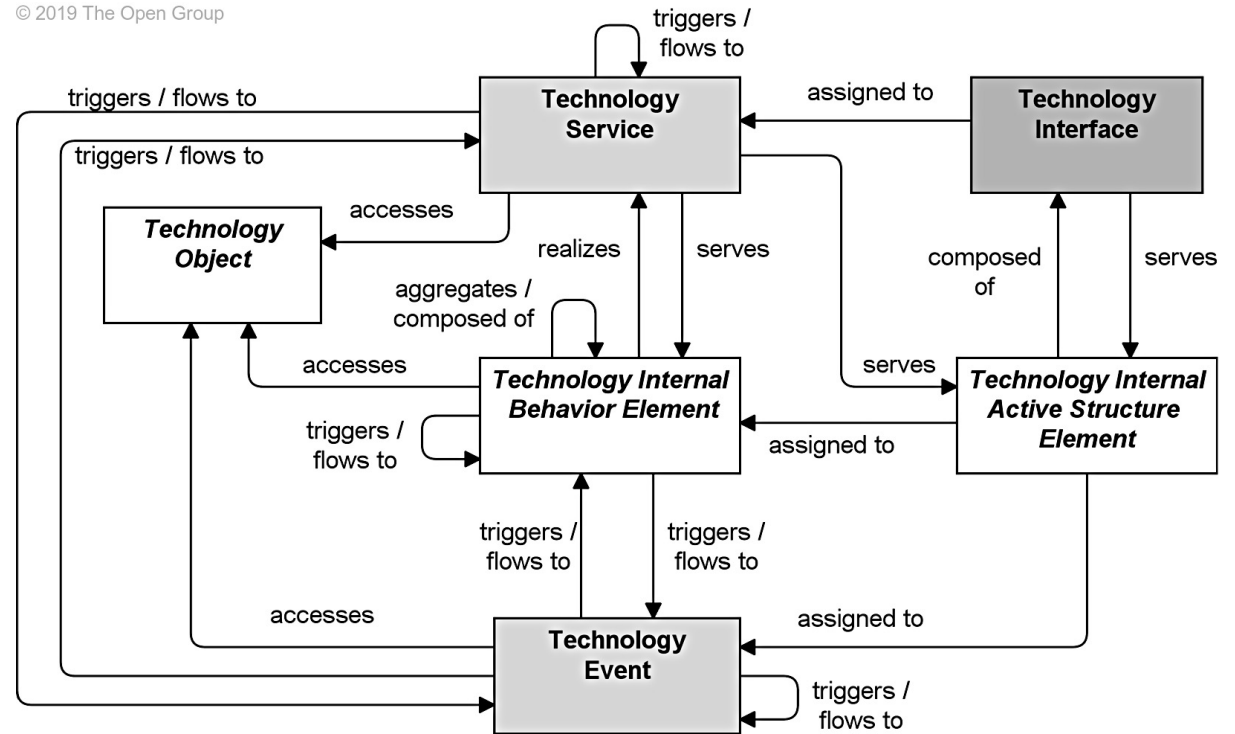 © 2019 The Open Group
triggers /
flows to
triggers / flows to
Technology
Service
assigned to
Technology
Interface
triggers / flows to
accesses
Technology
Object
realizes
serves
composed
of
serves
aggregates /
composed of
accesses
serves
Technology Internal
Behavior Element
Technology Internal
Active Structure
Element
triggers /
flows to
assigned to
triggers /
flows to
triggers /
flows to
accesses
assigned to
Technology
Event
triggers /
flows to